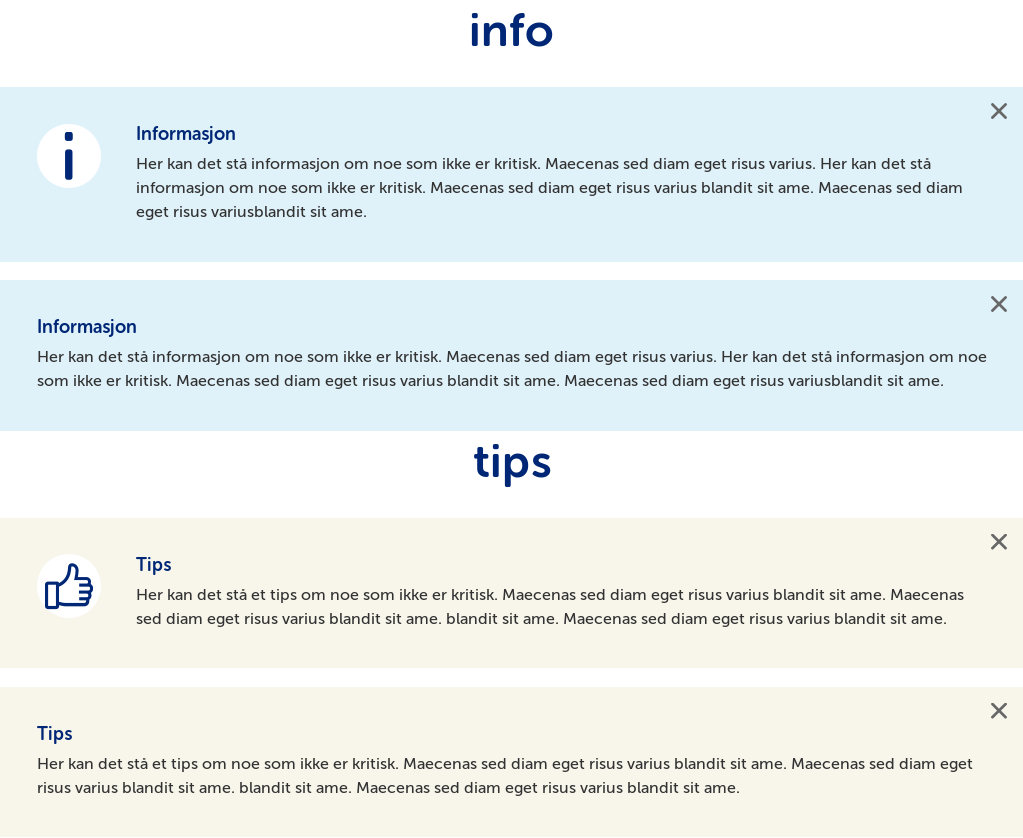 info
Informasjon
Her kan det stå informasjon om noe som ikke er kritisk. Maecenas sed diam eget risus varius. Her kan det stå
informasjon om noe som ikke er kritisk. Maecenas sed diam eget risus varius blandit sit ame. Maecenas sed diam
eget risus variusblandit sit ame.
Informasjon
Her kan det stå informasjon om noe som ikke er kritisk. Maecenas sed diam eget risus varius. Her kan det stå informasjon om noe
som ikke er kritisk. Maecenas sed diam eget risus varius blandit sit ame. Maecenas sed diam eget risus variusblandit sit ame.
tips
Tips
Her kan det stå et tips om noe som ikke er kritisk. Maecenas sed diam eget risus varius blandit sit ame. Maecenas
sed diam eget risus varius blandit sit ame. blandit sit ame. Maecenas sed diam eget risus varius blandit sit ame.
Tips
Her kan det stå et tips om noe som ikke er kritisk. Maecenas sed diam eget risus varius blandit sit ame. Maecenas sed diam eget
risus varius blandit sit ame. blandit sit ame. Maecenas sed diam eget risus varius blandit sit ame.